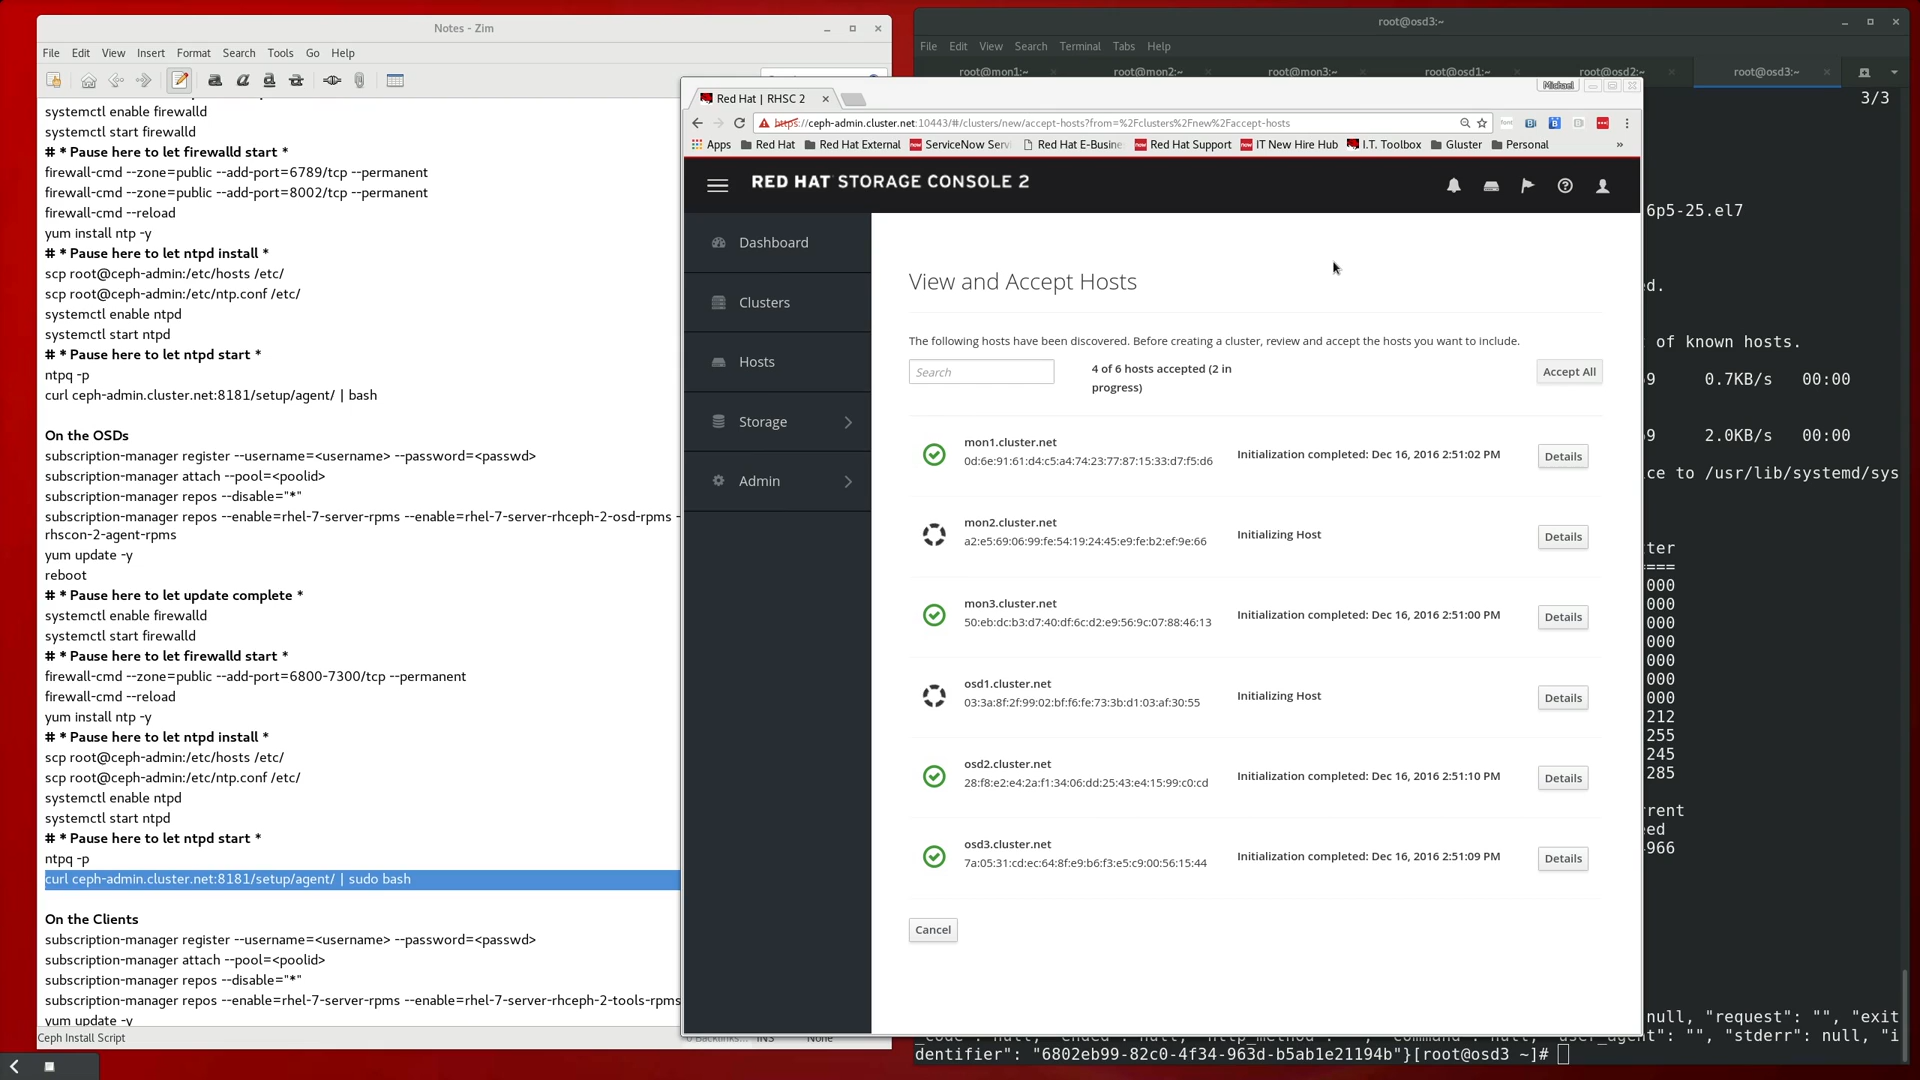 Notes - Zim
File Edit View Insert Format Search Tools Go Help
systemctl enable firewalld
systemctl start firewalld
# * Pause here to let firewalld start *
firewall-cmd --zone=public --add-port=6789/tcp --permanent
firewall-cmd --zone=public --add-port=8002/tcp --permanent
firewall-cmd --reload
yum install ntp -y
# * Pause here to let ntpd install *
scp root@ceph-admin:/etc/hosts /etc/
scp root@ceph-admin:/etc/ntp.conf /etc/
systemctl enable ntpd
systemctl start ntpd
# * Pause here to let ntpd start *
ntpq -p
curl ceph-admin.cluster.net:8181/setup/agent/ | bash
On the OSDs
subscription-manager register --username=<username> --password=<passwd>
subscription-manager attach --pool=<poolid>
subscription-manager repos --disable="*"
subscription-manager repos --enable=rhel-7-server-rpms --enable=rhel-7-server-rhceph-2-osd-rpms -
rhscon-2-agent-rpms
yum update -y
reboot
# * Pause here to let update complete *
systemctl enable firewalld
systemctl start firewalld
# * Pause here to let firewalld start *
firewall-cmd --zone=public --add-port=6800-7300/tcp --permanent
firewall-cmd --reload
yum install ntp -y
# * Pause here to let ntpd install *
scp root@ceph-admin:/etc/hosts /etc/
scp root@ceph-admin:/etc/ntp.conf /etc/
systemctl enable ntpd
systemctl start ntpd
# * Pause here to let ntpd start *
ntpq -p
curl ceph-admin.cluster.net:8181/setup/agent/ | sudo bash
On the Clients
subscription-manager register --username=<username> --password=<passwd>
subscription-manager attach --pool=<poolid>
subscription-manager repos --disable="*"
subscription-manager repos --enable=rhel-7-server-rpms --enable=rhel-7-server-rhceph-2-tools-rpms
yum update -y
Ceph Install Script
INS None
root@osd3:~
File Edit View Search Terminal Tabs Help
root@mon1:~ root@mon2:~ root@mon3:~ root@osd1:~ root@osd2:~ root@osd3:~
3/3
Red Hat | RHSC 2
Michael
https://ceph-admin.cluster.net:10443/#/clusters/new/accept-hosts?from=%2Fclusters%2Fnew%2Faccept-hosts
Apps Red Hat Red Hat External ServiceNow Servi Red Hat E-Busine Red Hat Support IT New Hire Hub I.T. Toolbox Gluster Personal »
RED HAT STORAGE CONSOLE 2
Dashboard
Clusters
Hosts
Storage
Admin
View and Accept Hosts
The following hosts have been discovered. Before creating a cluster, review and accept the hosts you want to include.
Search
4 of 6 hosts accepted (2 in
progress)
Accept All
mon1.cluster.net
0d:6e:91:61:d4:c5:a4:74:23:77:87:15:33:d7:f5:d6
Initialization completed: Dec 16, 2016 2:51:02 PM
Details
mon2.cluster.net
a2:e5:69:06:99:fe:54:19:24:45:e9:fe:b2:ef:9e:66
Initializing Host
Details
mon3.cluster.net
50:eb:dc:b3:d7:40:df:6c:d2:e9:56:9c:07:88:46:13
Initialization completed: Dec 16, 2016 2:51:00 PM
Details
osd1.cluster.net
03:3a:8f:2f:99:02:bf:f6:fe:73:3b:d1:03:af:30:55
Initializing Host
Details
osd2.cluster.net
28:f8:e2:e4:2a:f1:34:06:dd:25:43:e4:15:99:c0:cd
Initialization completed: Dec 16, 2016 2:51:10 PM
Details
osd3.cluster.net
7a:05:31:cd:ec:64:8f:e9:b6:f3:e5:c9:00:56:15:44
Initialization completed: Dec 16, 2016 2:51:09 PM
Details
Cancel
6p5-25.el7
ed.
of known hosts.
0.7KB/s 00:00
2.0KB/s 00:00
ce to /usr/lib/systemd/sys
ter
====
000
000
000
000
000
000
000
212
255
245
285
rrent
eed
4966
null, "request": "", "exit
"stderr": null, "i
dentifier": "6802eb99-82c0-4f34-963d-b5ab1e21194b"}[root@osd3 ~]#